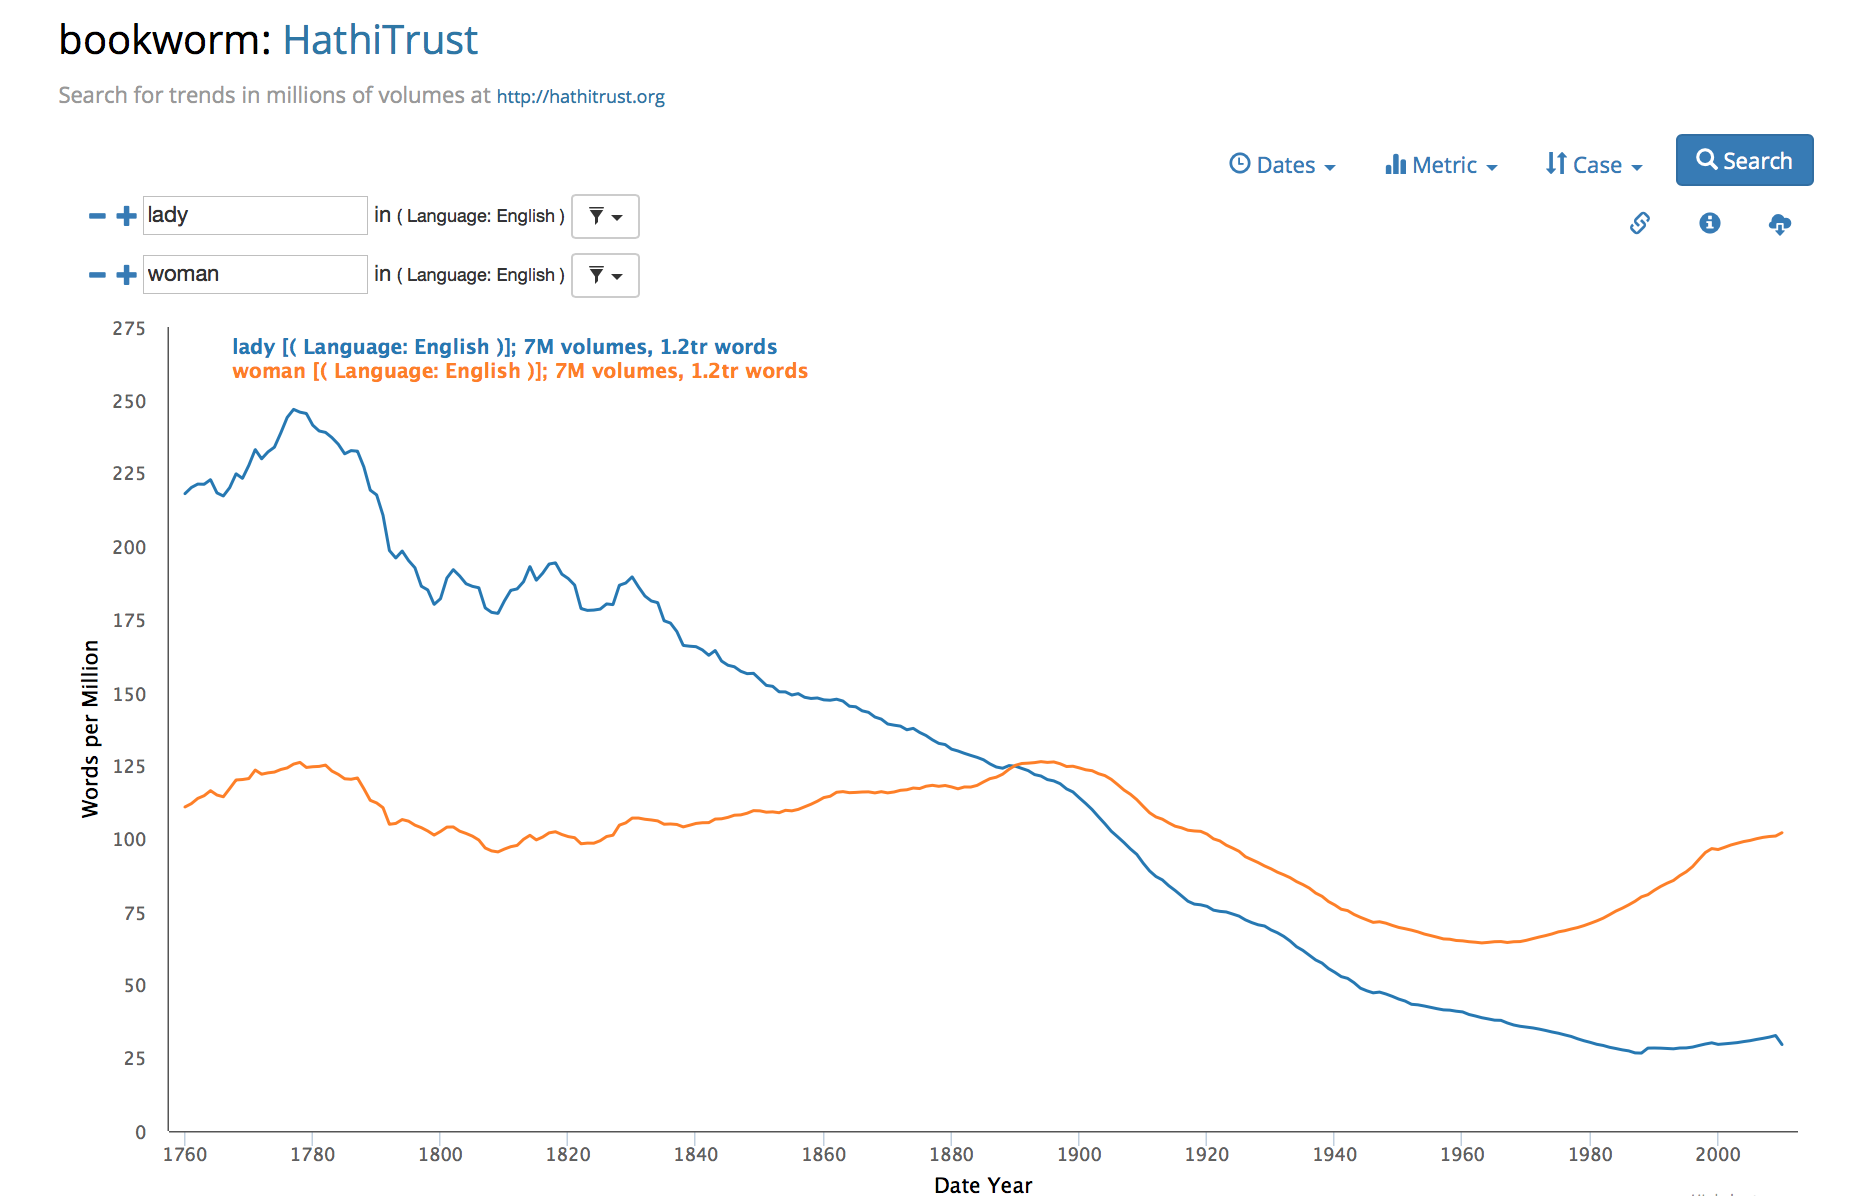 bookworm: HathiTrust
Search for trends in millions of volumes at http://hathitrust.org
Dates Metric Case Search
lady in ( Language: English )
woman in ( Language: English )
lady [( Language: English )]; 7M volumes, 1.2tr words
woman [( Language: English )]; 7M volumes, 1.2tr words
275
250
225
200
175
150
125
100
75
50
25
0
Words per Million
1760 1780 1800 1820 1840 1860 1880 1900 1920 1940 1960 1980 2000
Date Year